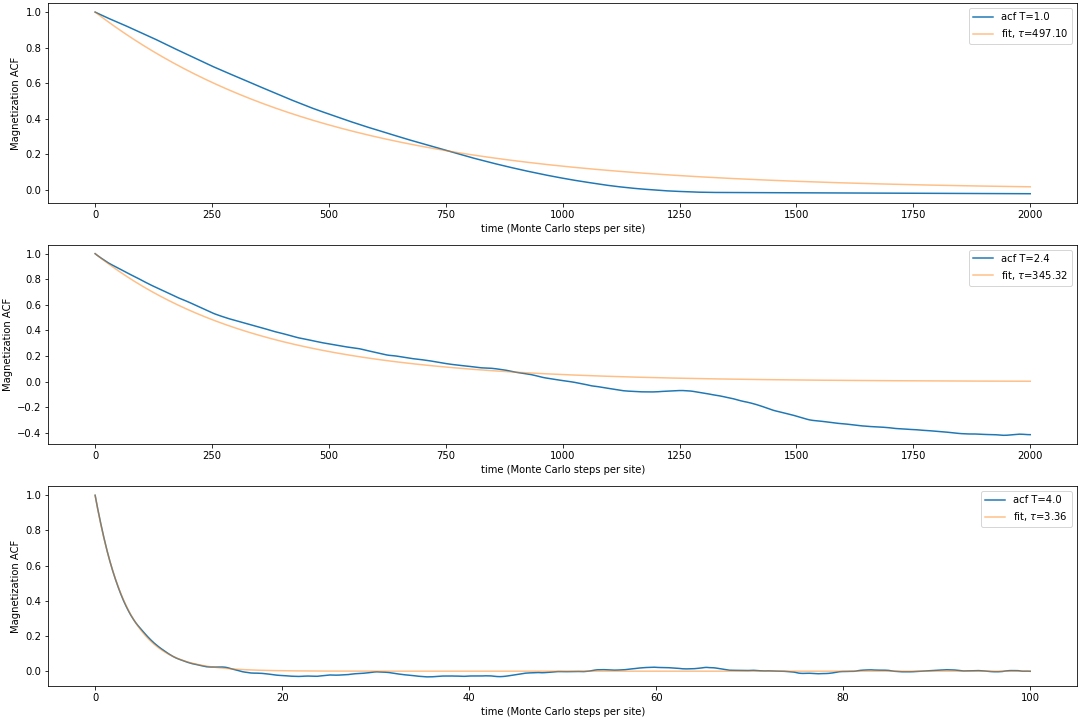 Magnetization ACF
1.0
0.8
0.6
0.4
0.2
0.0
acf T=1.0
fit, τ=497.10
0 250 500 750 1000 1250 1500 1750 2000
time (Monte Carlo steps per site)
Magnetization ACF
1.0
0.8
0.6
0.4
0.2
0.0
−0.2
−0.4
acf T=2.4
fit, τ=345.32
0 250 500 750 1000 1250 1500 1750 2000
time (Monte Carlo steps per site)
Magnetization ACF
1.0
0.8
0.6
0.4
0.2
0.0
acf T=4.0
fit, τ=3.36
0 20 40 60 80 100
time (Monte Carlo steps per site)